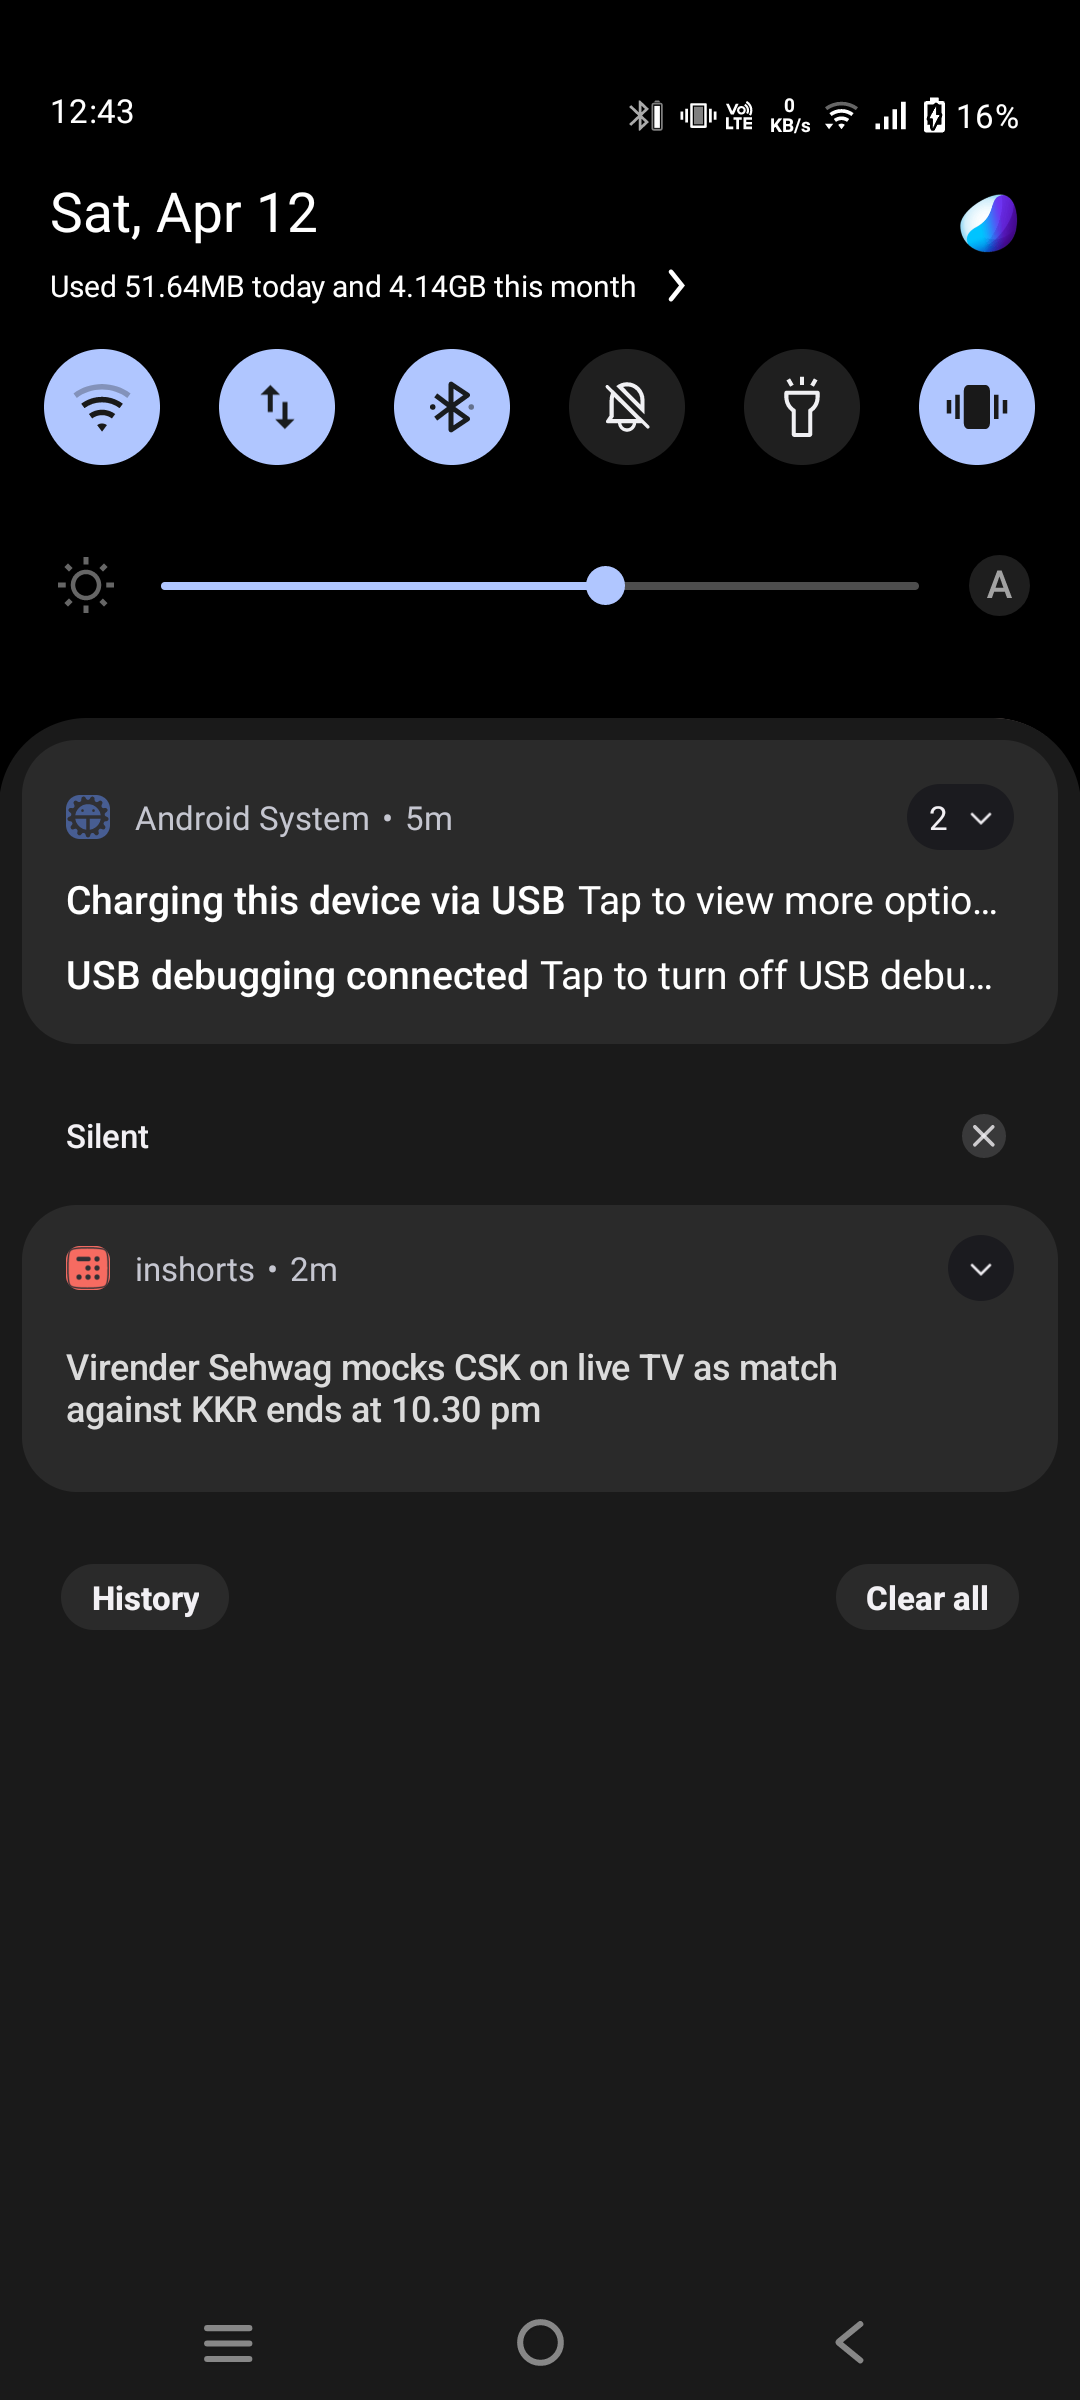 12:43
Vo)) LTE
0 KB/s
16%
Sat, Apr 12
Used 51.64MB today and 4.14GB this month
A
Android System • 5m
2
Charging this device via USB Tap to view more optio...
USB debugging connected Tap to turn off USB debu...
Silent
inshorts • 2m
Virender Sehwag mocks CSK on live TV as match
against KKR ends at 10.30 pm
History
Clear all